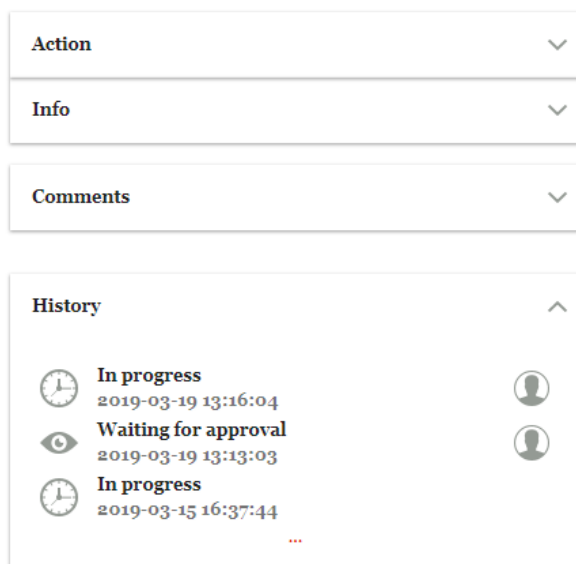 Action
Info
Comments
History
In progress
2019-03-19 13:16:04
Waiting for approval
2019-03-19 13:13:03
In progress
2019-03-15 16:37:44
...